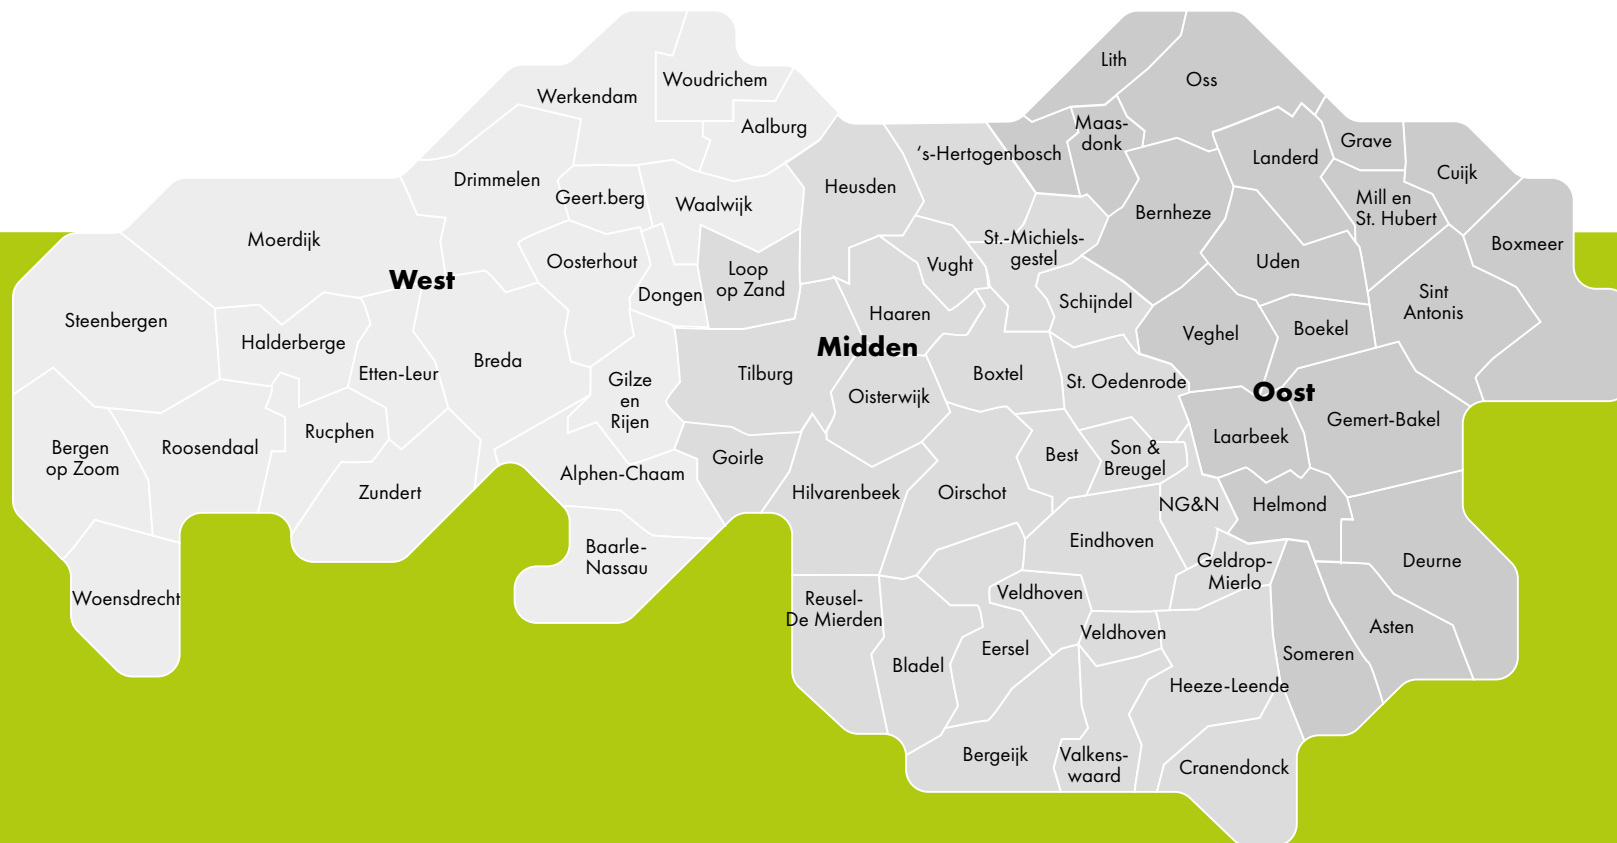 Lith
Oss
Woudrichem
Werkendam
Aalburg
Maas-
donk
Grave
's-Hertogenbosch
Landerd
Cuijk
Drimmelen
Heusden
Geert.berg
Waalwijk
Mill en
St. Hubert
Bernheze
Moerdijk
St.-Michiels-
gestel
Boxmeer
Oosterhout
Vught
Uden
West
Loop
op Zand
Dongen
Schijndel
Sint
Antonis
Steenbergen
Haaren
Halderberge
Veghel
Boekel
Midden
Breda
Etten-Leur
Tilburg
Boxtel
St. Oedenrode
Gilze
en
Rijen
Oost
Oisterwijk
Gemert-Bakel
Rucphen
Laarbeek
Bergen
op Zoom
Roosendaal
Goirle
Best
Son &
Breugel
Alphen-Chaam
Zundert
Hilvarenbeek
Oirschot
NG&N
Helmond
Eindhoven
Baarle-
Nassau
Geldrop-
Mierlo
Deurne
Woensdrecht
Reusel-
De Mierden
Veldhoven
Veldhoven
Asten
Eersel
Someren
Bladel
Heeze-Leende
Bergeijk
Valkens-
waard
Cranendonck